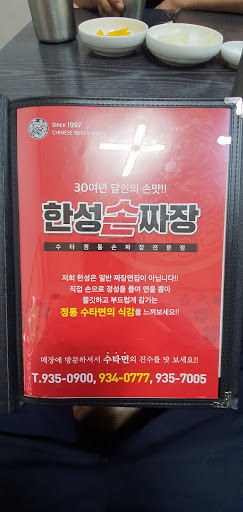 Since 1997
CHINESE RESTAURANT
30여년 달인의 손맛!!
한성손짜장
수타정통손짜장전문점
저희 한성은 일반 짜장면집이 아닙니다!!
직접 손으로 정성을 들여 면을 뽑아
쫄깃하고 부드럽게 감기는
정통 수타면의 식감을 느껴보세요!!
매장에 방문하셔서 수타면의 진수를 맛 보세요!!
T.935-0900, 934-0777, 935-7005